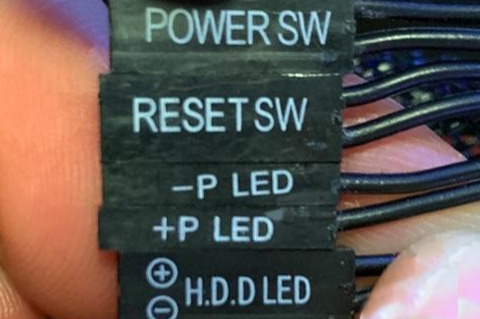 POWER SW
RESET SW
-P LED
+P LED
⊕ H.D.D LED
⊖